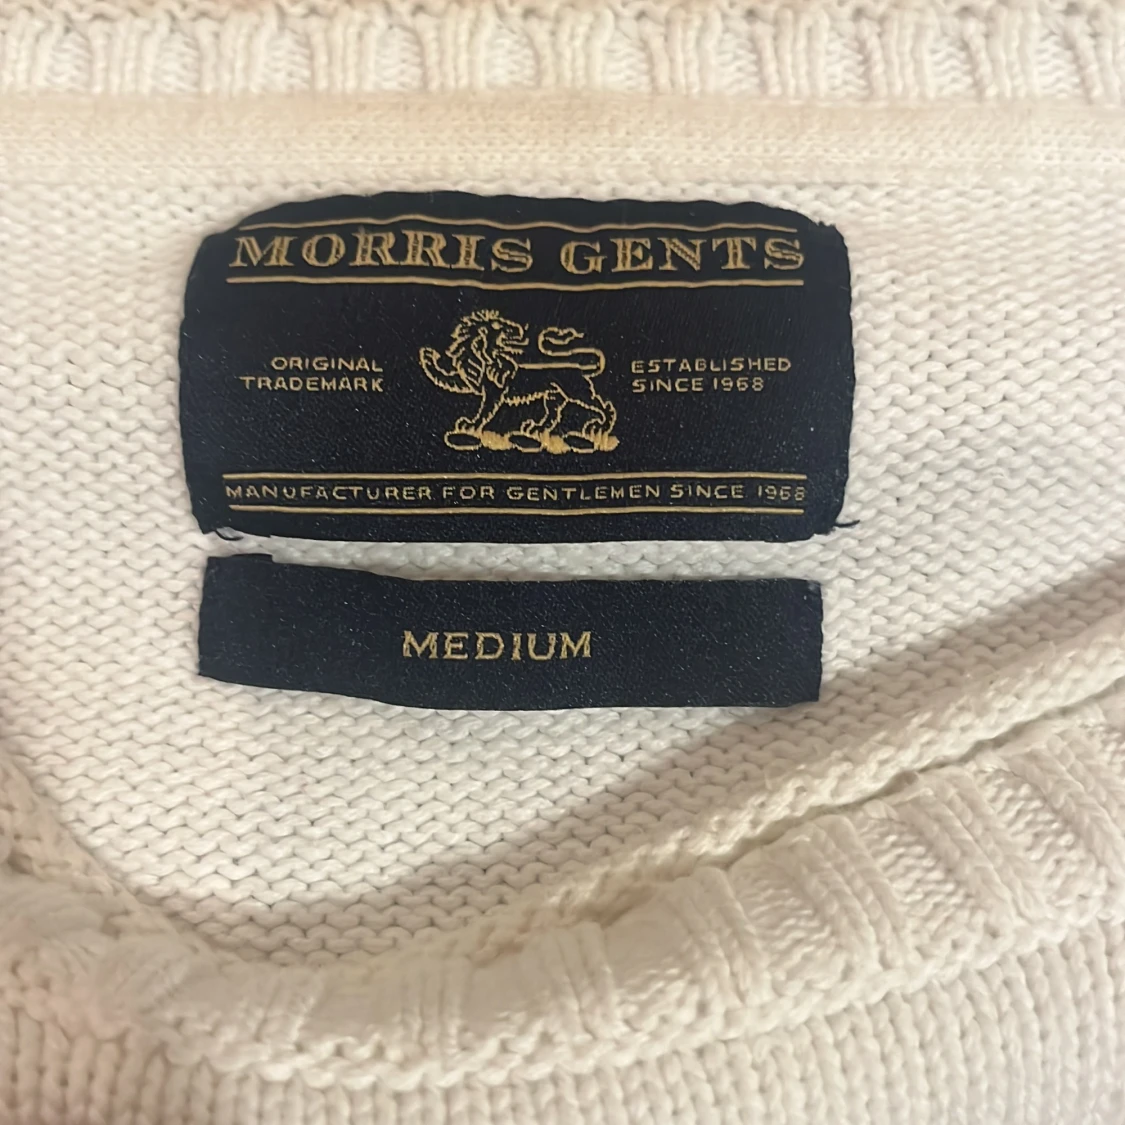 MORRIS GENTS
ORIGINAL
TRADEMARK
ESTABLISHED
SINCE 1968
MANUFACTURER FOR GENTLEMEN SINCE 1968
MEDIUM